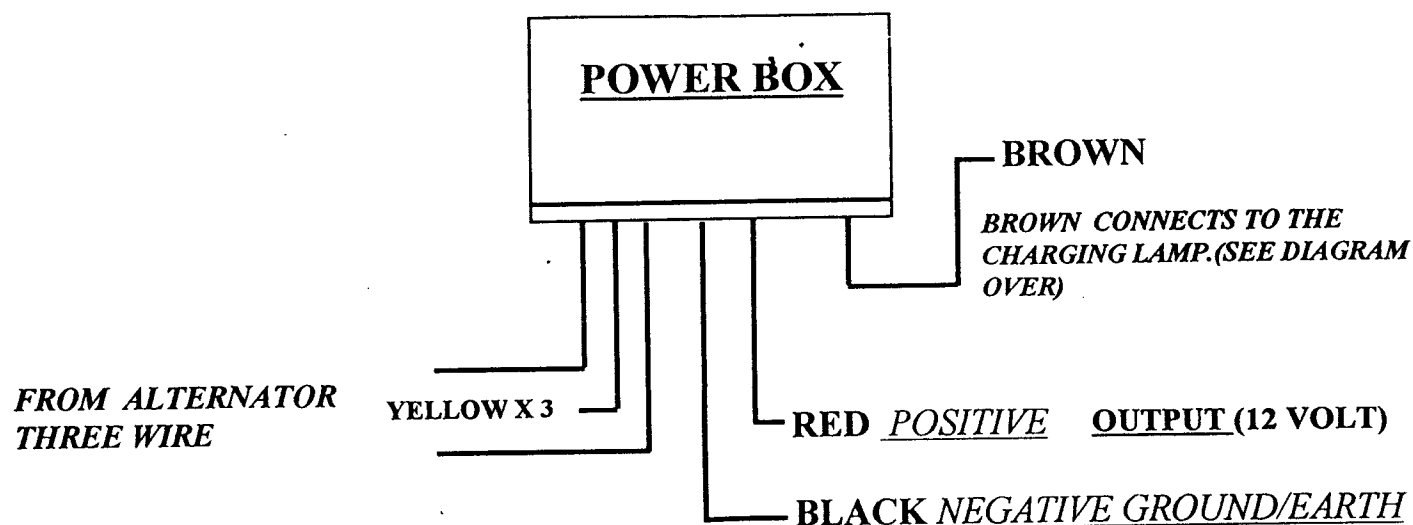 POWER BOX
BROWN
BROWN CONNECTS TO THE
CHARGING LAMP.(SEE DIAGRAM
OVER)
FROM ALTERNATOR
THREE WIRE
YELLOW X 3
RED POSITIVE OUTPUT (12 VOLT)
BLACK NEGATIVE GROUND/EARTH